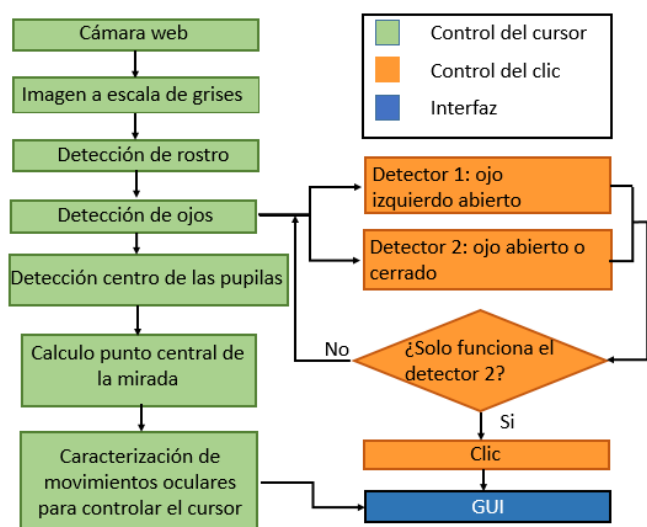 Cámara web
Imagen a escala de grises
Detección de rostro
Detección de ojos
Detección centro de las pupilas
Calculo punto central de
la mirada
Caracterización de
movimientos oculares
para controlar el cursor
Control del cursor
Control del clic
Interfaz
Detector 1: ojo
izquierdo abierto
Detector 2: ojo abierto o
cerrado
¿Solo funciona el
detector 2?
No
Si
Clic
GUI